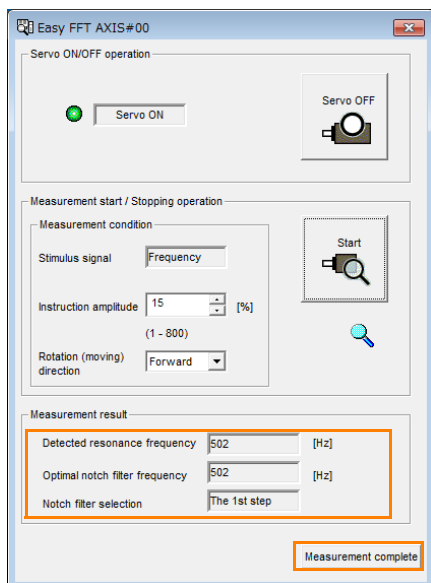 Easy FFT AXIS#00
Servo ON/OFF operation
Servo ON
Servo OFF
Measurement start / Stopping operation
Measurement condition
Stimulus signal Frequency
Start
Instruction amplitude 15 [%]
(1 - 800)
Rotation (moving) direction Forward
Measurement result
Detected resonance frequency 502 [Hz]
Optimal notch filter frequency 502 [Hz]
Notch filter selection The 1st step
Measurement complete